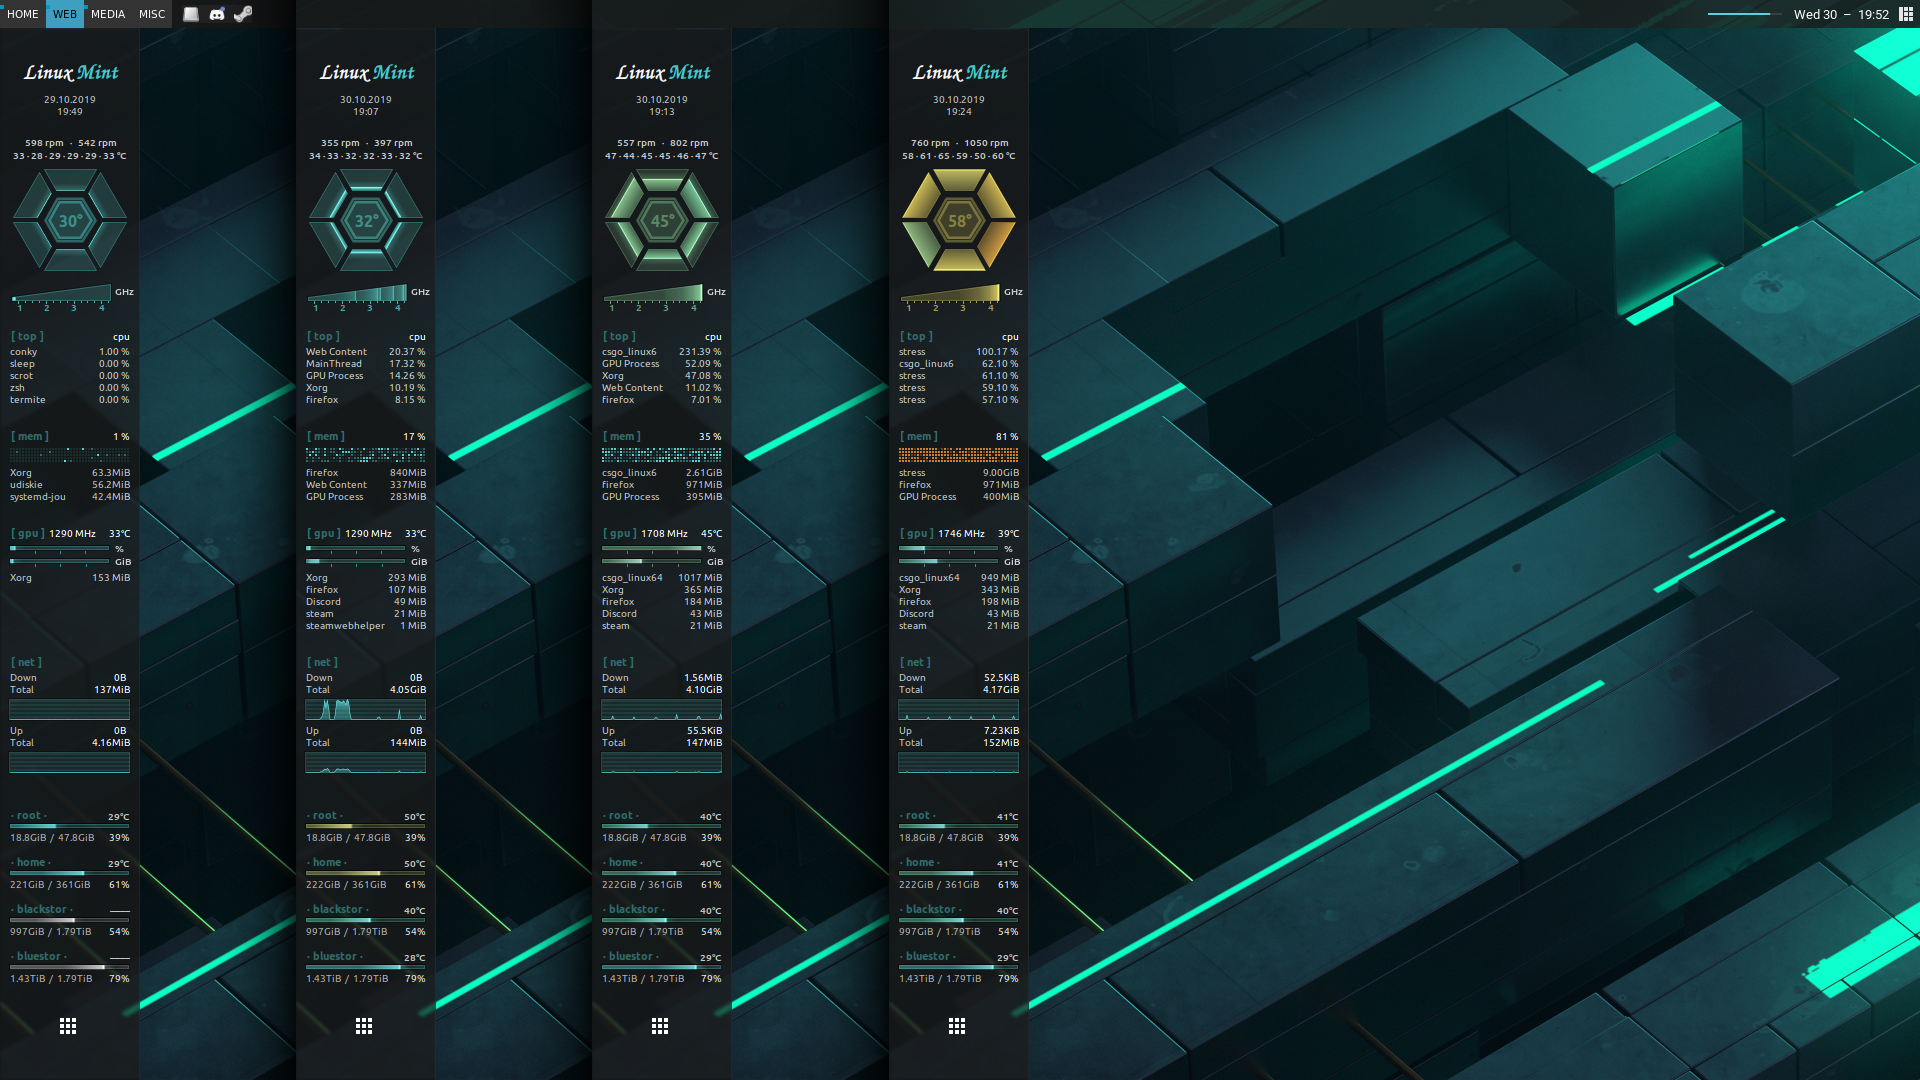 HOME WEB MEDIA MISC
Wed 30 – 19:52
Linux Mint
29.10.2019
19:49
598 rpm · 542 rpm
33·28·29·29·29·33 °C
30°
GHz
1 2 3 4
[ top ] cpu
conky 1.00 %
sleep 0.00 %
scrot 0.00 %
zsh 0.00 %
termite 0.00 %
[ mem ] 1 %
Xorg 63.3MiB
udiskie 56.2MiB
systemd-jou 42.4MiB
[ gpu ] 1290 MHz 33°C
%
GiB
Xorg 153 MiB
[ net ]
Down 0B
Total 137MiB
Up 0B
Total 4.16MiB
· root · 29°C
18.8GiB / 47.8GiB 39%
· home · 29°C
221GiB / 361GiB 61%
· blackstor ·
997GiB / 1.79TiB 54%
· bluestor ·
1.43TiB / 1.79TiB 79%
Linux Mint
30.10.2019
19:07
355 rpm · 397 rpm
34·33·32·32·33·32 °C
32°
GHz
1 2 3 4
[ top ] cpu
Web Content 20.37 %
MainThread 17.32 %
GPU Process 14.26 %
Xorg 10.19 %
firefox 8.15 %
[ mem ] 17 %
firefox 840MiB
Web Content 337MiB
GPU Process 283MiB
[ gpu ] 1290 MHz 33°C
%
GiB
Xorg 293 MiB
firefox 107 MiB
Discord 49 MiB
steam 21 MiB
steamwebhelper 1 MiB
[ net ]
Down 0B
Total 4.05GiB
Up 0B
Total 144MiB
· root · 50°C
18.8GiB / 47.8GiB 39%
· home · 50°C
222GiB / 361GiB 61%
· blackstor · 40°C
997GiB / 1.79TiB 54%
· bluestor · 28°C
1.43TiB / 1.79TiB 79%
Linux Mint
30.10.2019
19:13
557 rpm · 802 rpm
47·44·45·45·46·47 °C
45°
GHz
1 2 3 4
[ top ] cpu
csgo_linux6 231.39 %
GPU Process 52.09 %
Xorg 47.08 %
Web Content 11.02 %
firefox 7.01 %
[ mem ] 35 %
csgo_linux6 2.61GiB
firefox 971MiB
GPU Process 395MiB
[ gpu ] 1708 MHz 45°C
%
GiB
csgo_linux64 1017 MiB
Xorg 365 MiB
firefox 184 MiB
Discord 43 MiB
steam 21 MiB
[ net ]
Down 1.56MiB
Total 4.10GiB
Up 55.5KiB
Total 147MiB
· root · 40°C
18.8GiB / 47.8GiB 39%
· home · 40°C
222GiB / 361GiB 61%
· blackstor · 40°C
997GiB / 1.79TiB 54%
· bluestor · 29°C
1.43TiB / 1.79TiB 79%
Linux Mint
30.10.2019
19:24
760 rpm · 1050 rpm
58·61·65·59·50·60 °C
58°
GHz
1 2 3 4
[ top ] cpu
stress 100.17 %
csgo_linux6 62.10 %
stress 61.10 %
stress 59.10 %
stress 57.10 %
[ mem ] 81 %
stress 9.00GiB
firefox 971MiB
GPU Process 400MiB
[ gpu ] 1746 MHz 39°C
%
GiB
csgo_linux64 949 MiB
Xorg 343 MiB
firefox 198 MiB
Discord 43 MiB
steam 21 MiB
[ net ]
Down 52.5KiB
Total 4.17GiB
Up 7.23KiB
Total 152MiB
· root · 41°C
18.8GiB / 47.8GiB 39%
· home · 41°C
222GiB / 361GiB 61%
· blackstor · 40°C
997GiB / 1.79TiB 54%
· bluestor · 29°C
1.43TiB / 1.79TiB 79%